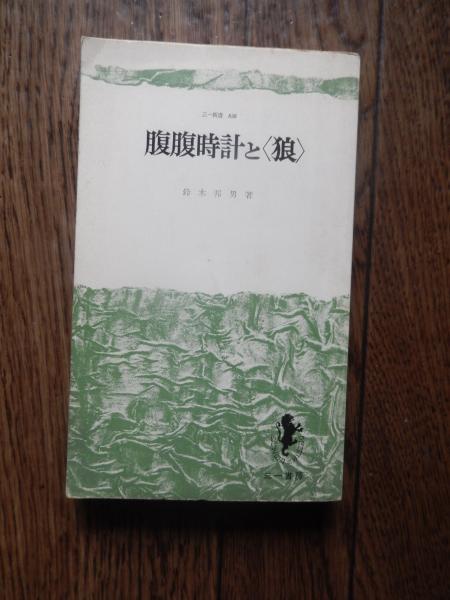 三一新書
腹腹時計と〈狼〉
鈴木邦男著
三一書房